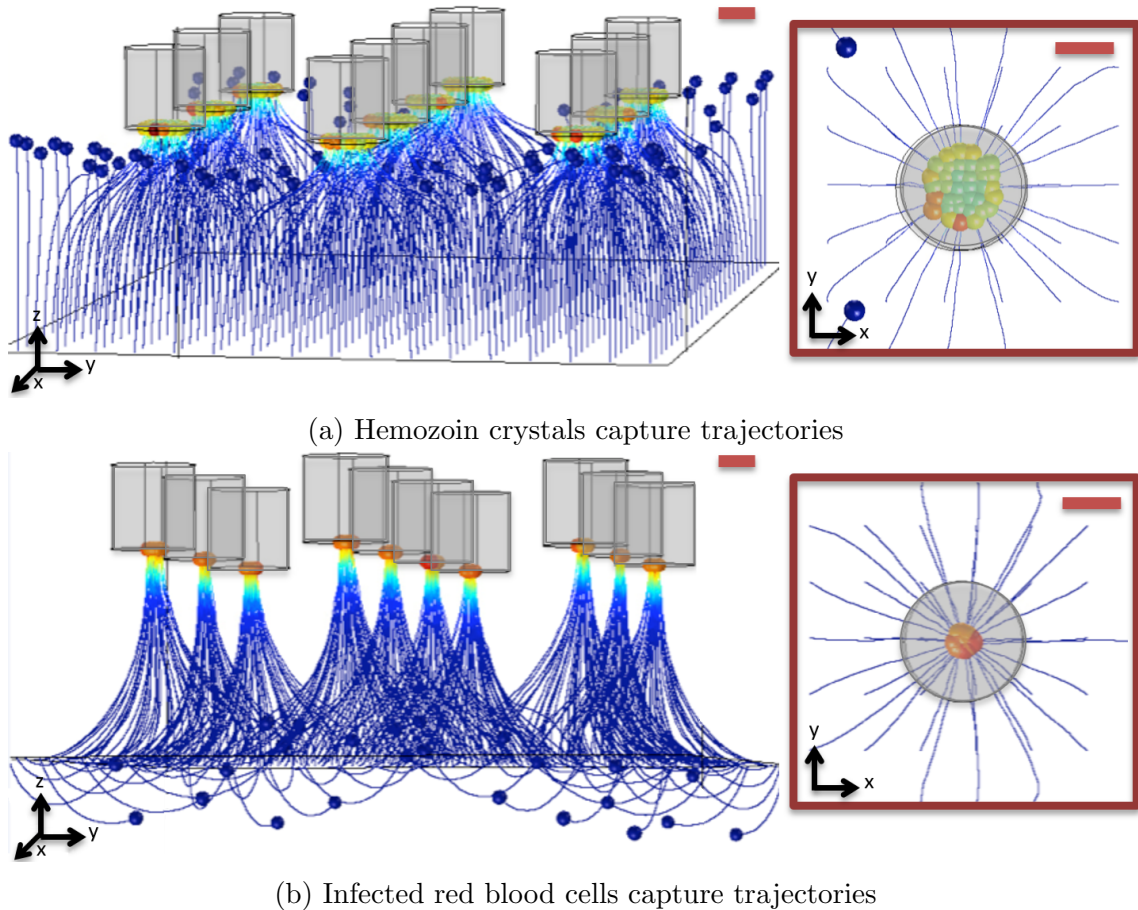 z
y
x
y
x
(a) Hemozoin crystals capture trajectories
z
y
x
y
x
(b) Infected red blood cells capture trajectories